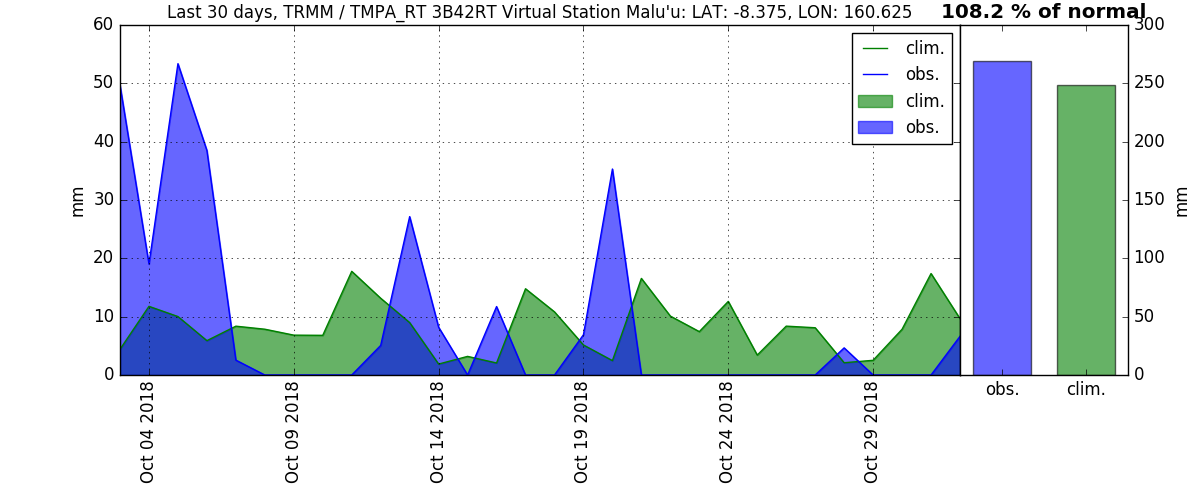 Last 30 days, TRMM / TMPA_RT 3B42RT Virtual Station Malu'u: LAT: -8.375, LON: 160.625
108.2 % of normal
60
50
40
30
20
10
0
mm
clim.
obs.
clim.
obs.
300
250
200
150
100
50
0
mm
Oct 04 2018
Oct 09 2018
Oct 14 2018
Oct 19 2018
Oct 24 2018
Oct 29 2018
obs.
clim.